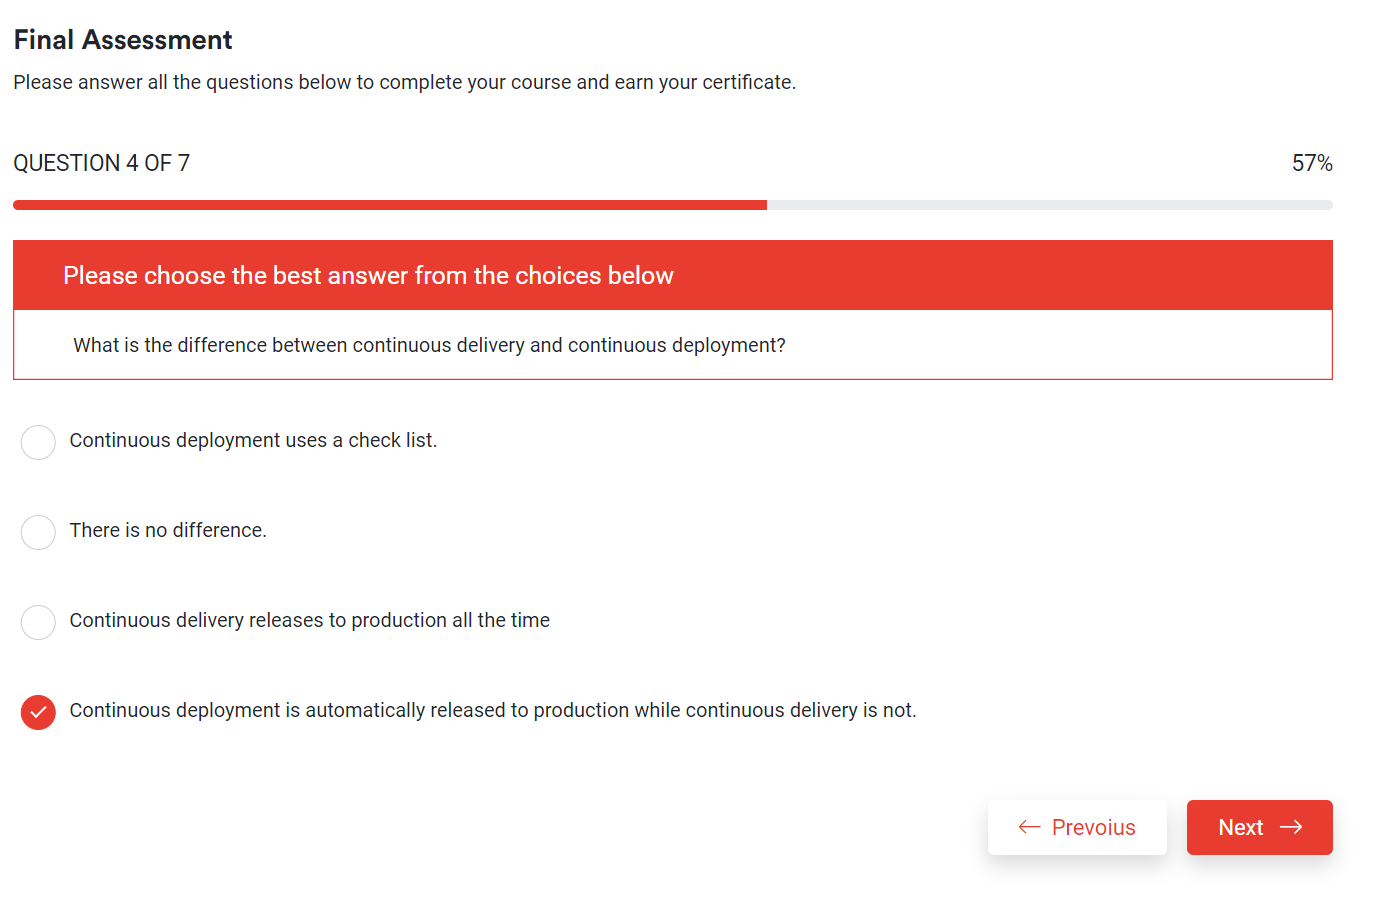 Final Assessment
Please answer all the questions below to complete your course and earn your certificate.
QUESTION 4 OF 7
57%
Please choose the best answer from the choices below
What is the difference between continuous delivery and continuous deployment?
Continuous deployment uses a check list.
There is no difference.
Continuous delivery releases to production all the time
Continuous deployment is automatically released to production while continuous delivery is not.
Prevoius
Next